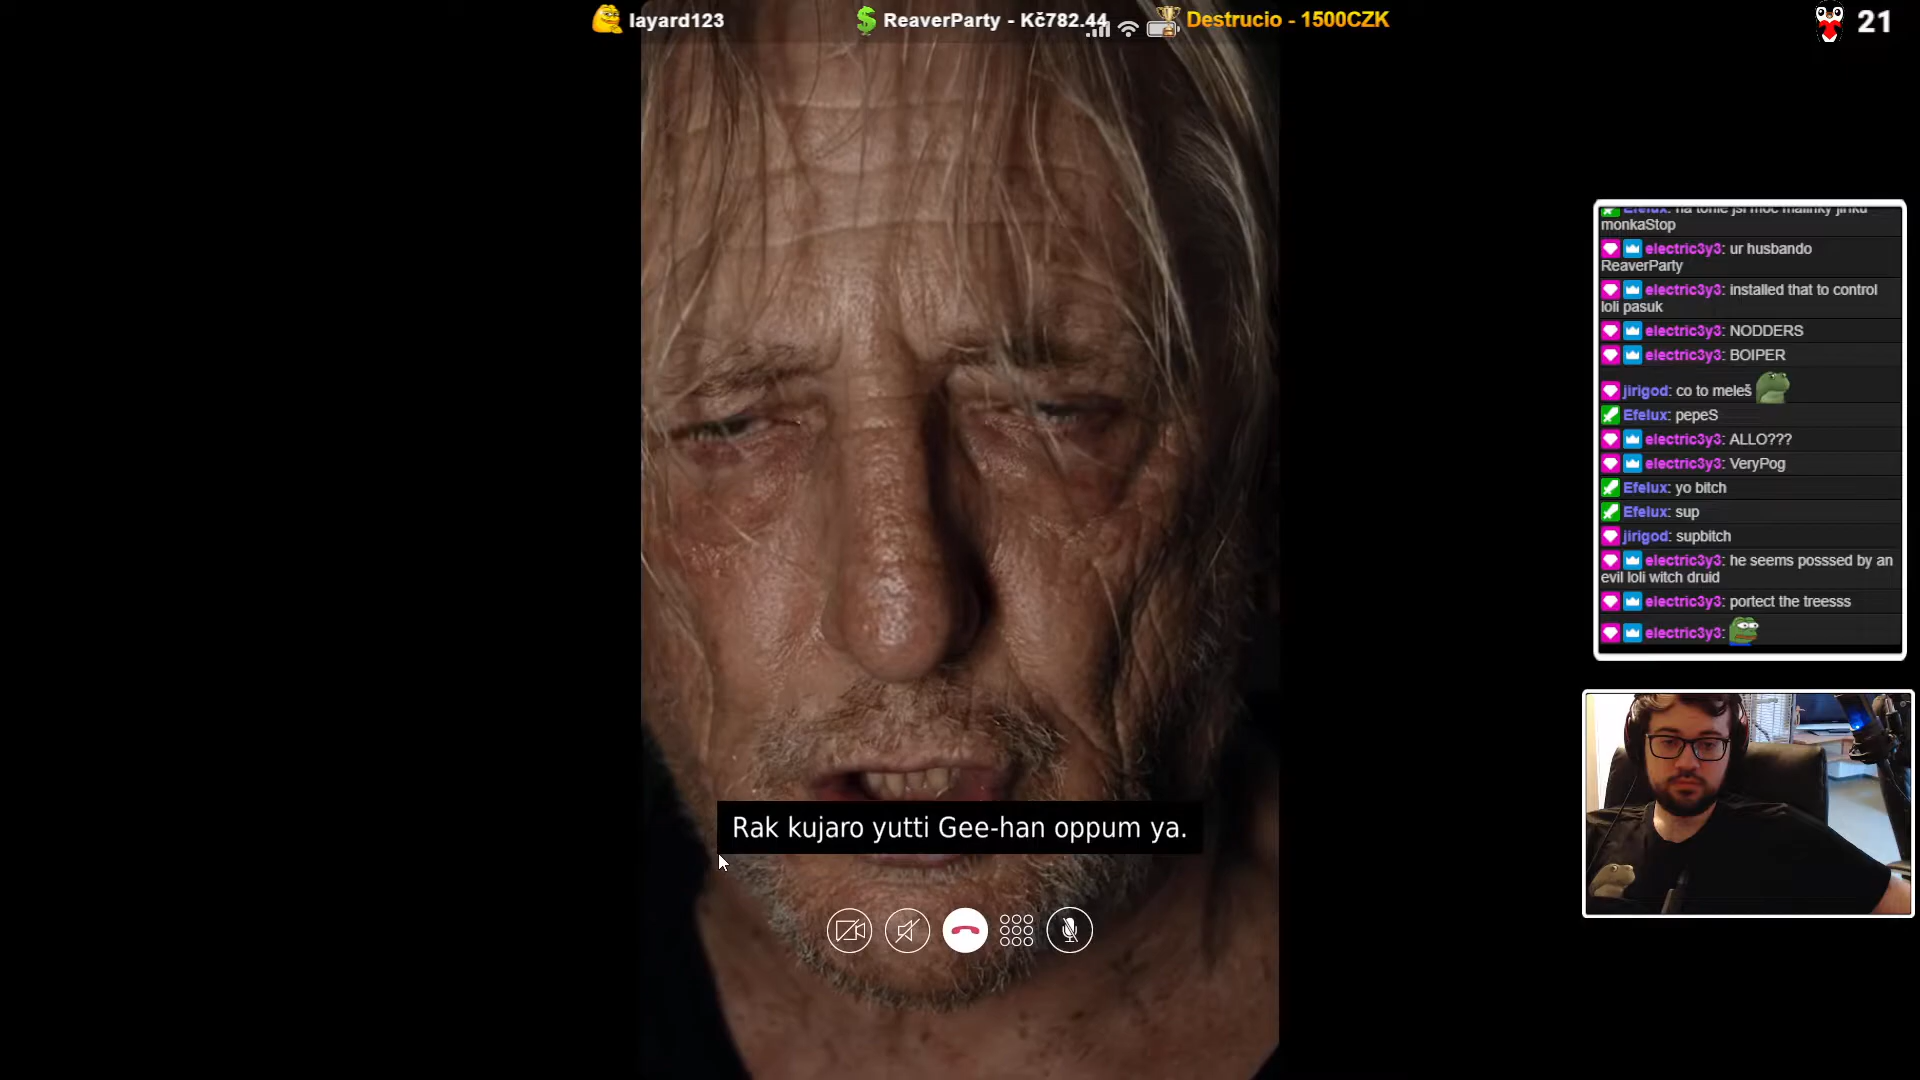 layard123
ReaverParty - Kč782.44
Destrucio - 1500CZK
21
monkaStop
electric3y3: ur husbando
ReaverParty
electric3y3: installed that to control
loli pasuk
electric3y3: NODDERS
electric3y3: BOIPER
jirigod: co to meleš
Efelux: pepeS
electric3y3: ALLO???
electric3y3: VeryPog
Efelux: yo bitch
Efelux: sup
jirigod: supbitch
electric3y3: he seems posssed by an
evil loli witch druid
electric3y3: portect the treesss
electric3y3:
Rak kujaro yutti Gee-han oppum ya.